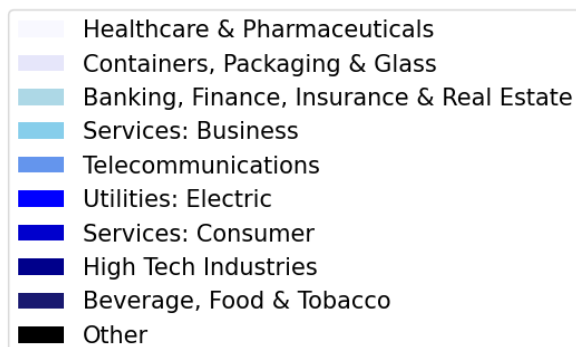 Healthcare & Pharmaceuticals
Containers, Packaging & Glass
Banking, Finance, Insurance & Real Estate
Services: Business
Telecommunications
Utilities: Electric
Services: Consumer
High Tech Industries
Beverage, Food & Tobacco
Other